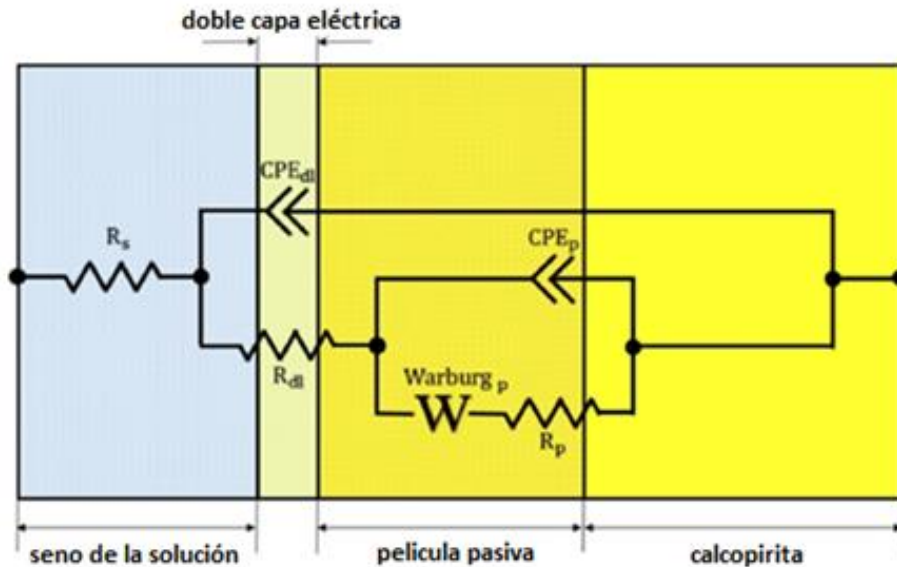 doble capa eléctrica
CPEdl
Rs
CPEp
Rdl
Warburg p
W
Rp
seno de la solución
pelicula pasiva
calcopirita